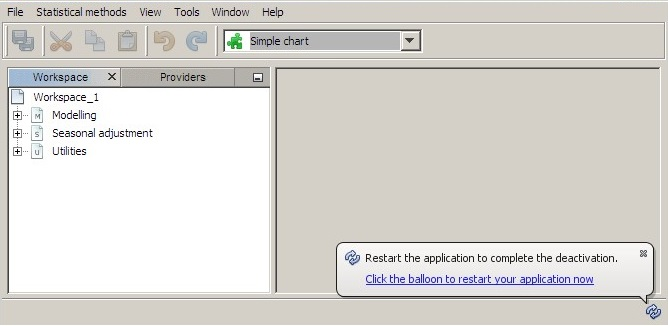 File Statistical methods View Tools Window Help
Simple chart
Workspace Providers
Workspace_1
M Modelling
S Seasonal adjustment
U Utilities
Restart the application to complete the deactivation.
Click the balloon to restart your application now